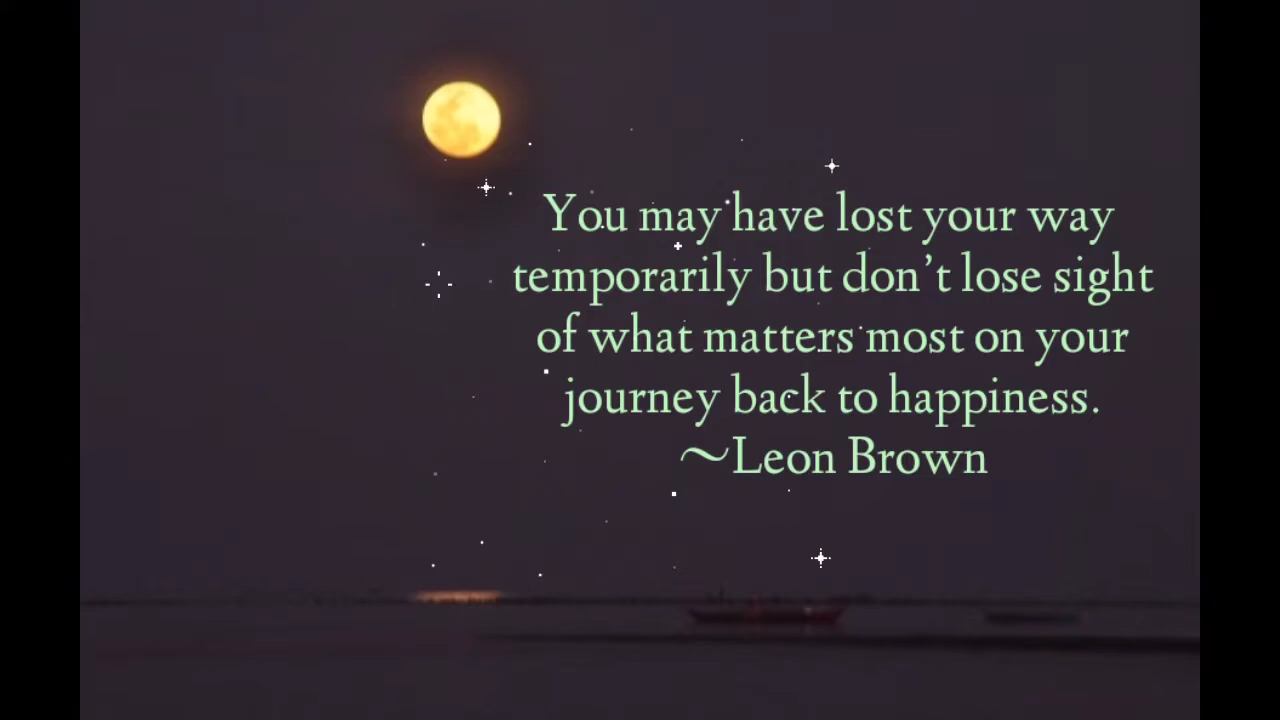 You may have lost your way
temporarily but don’t lose sight
of what matters most on your
journey back to happiness.
~Leon Brown